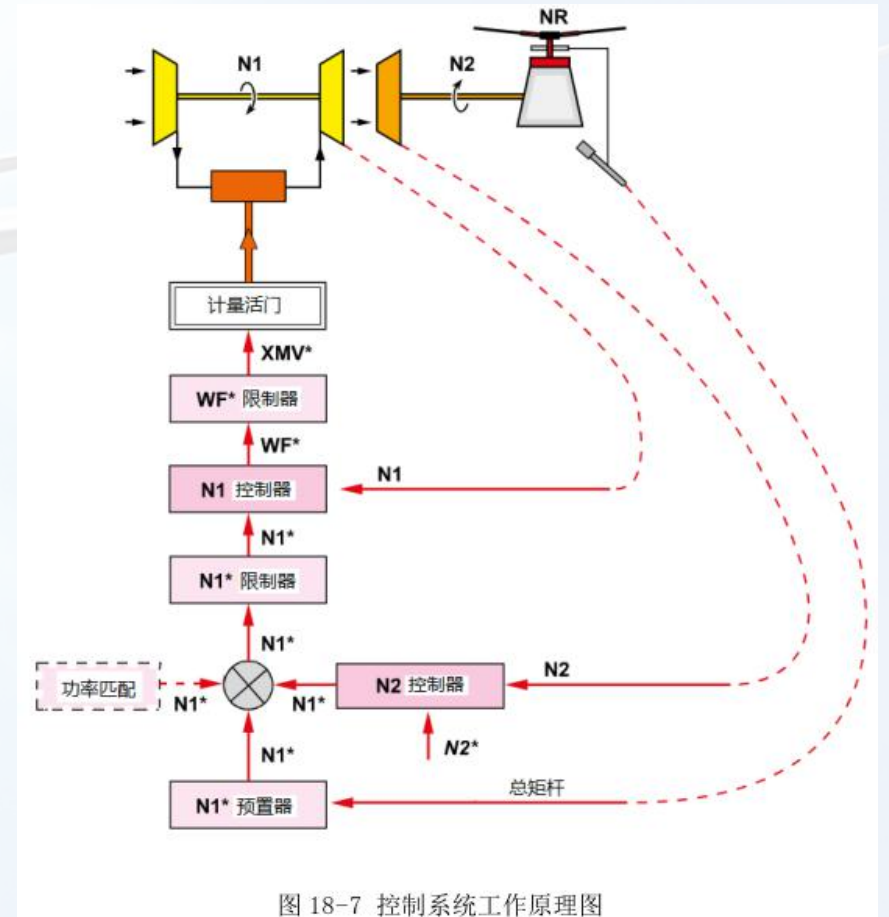 NR
N1
N2
计量活门
XMV*
WF* 限制器
WF*
N1 控制器
N1
N1*
N1* 限制器
N1*
功率匹配
N1*
N1*
N2 控制器
N2
N2*
N1*
N1* 预置器
总矩杆
图 18-7 控制系统工作原理图